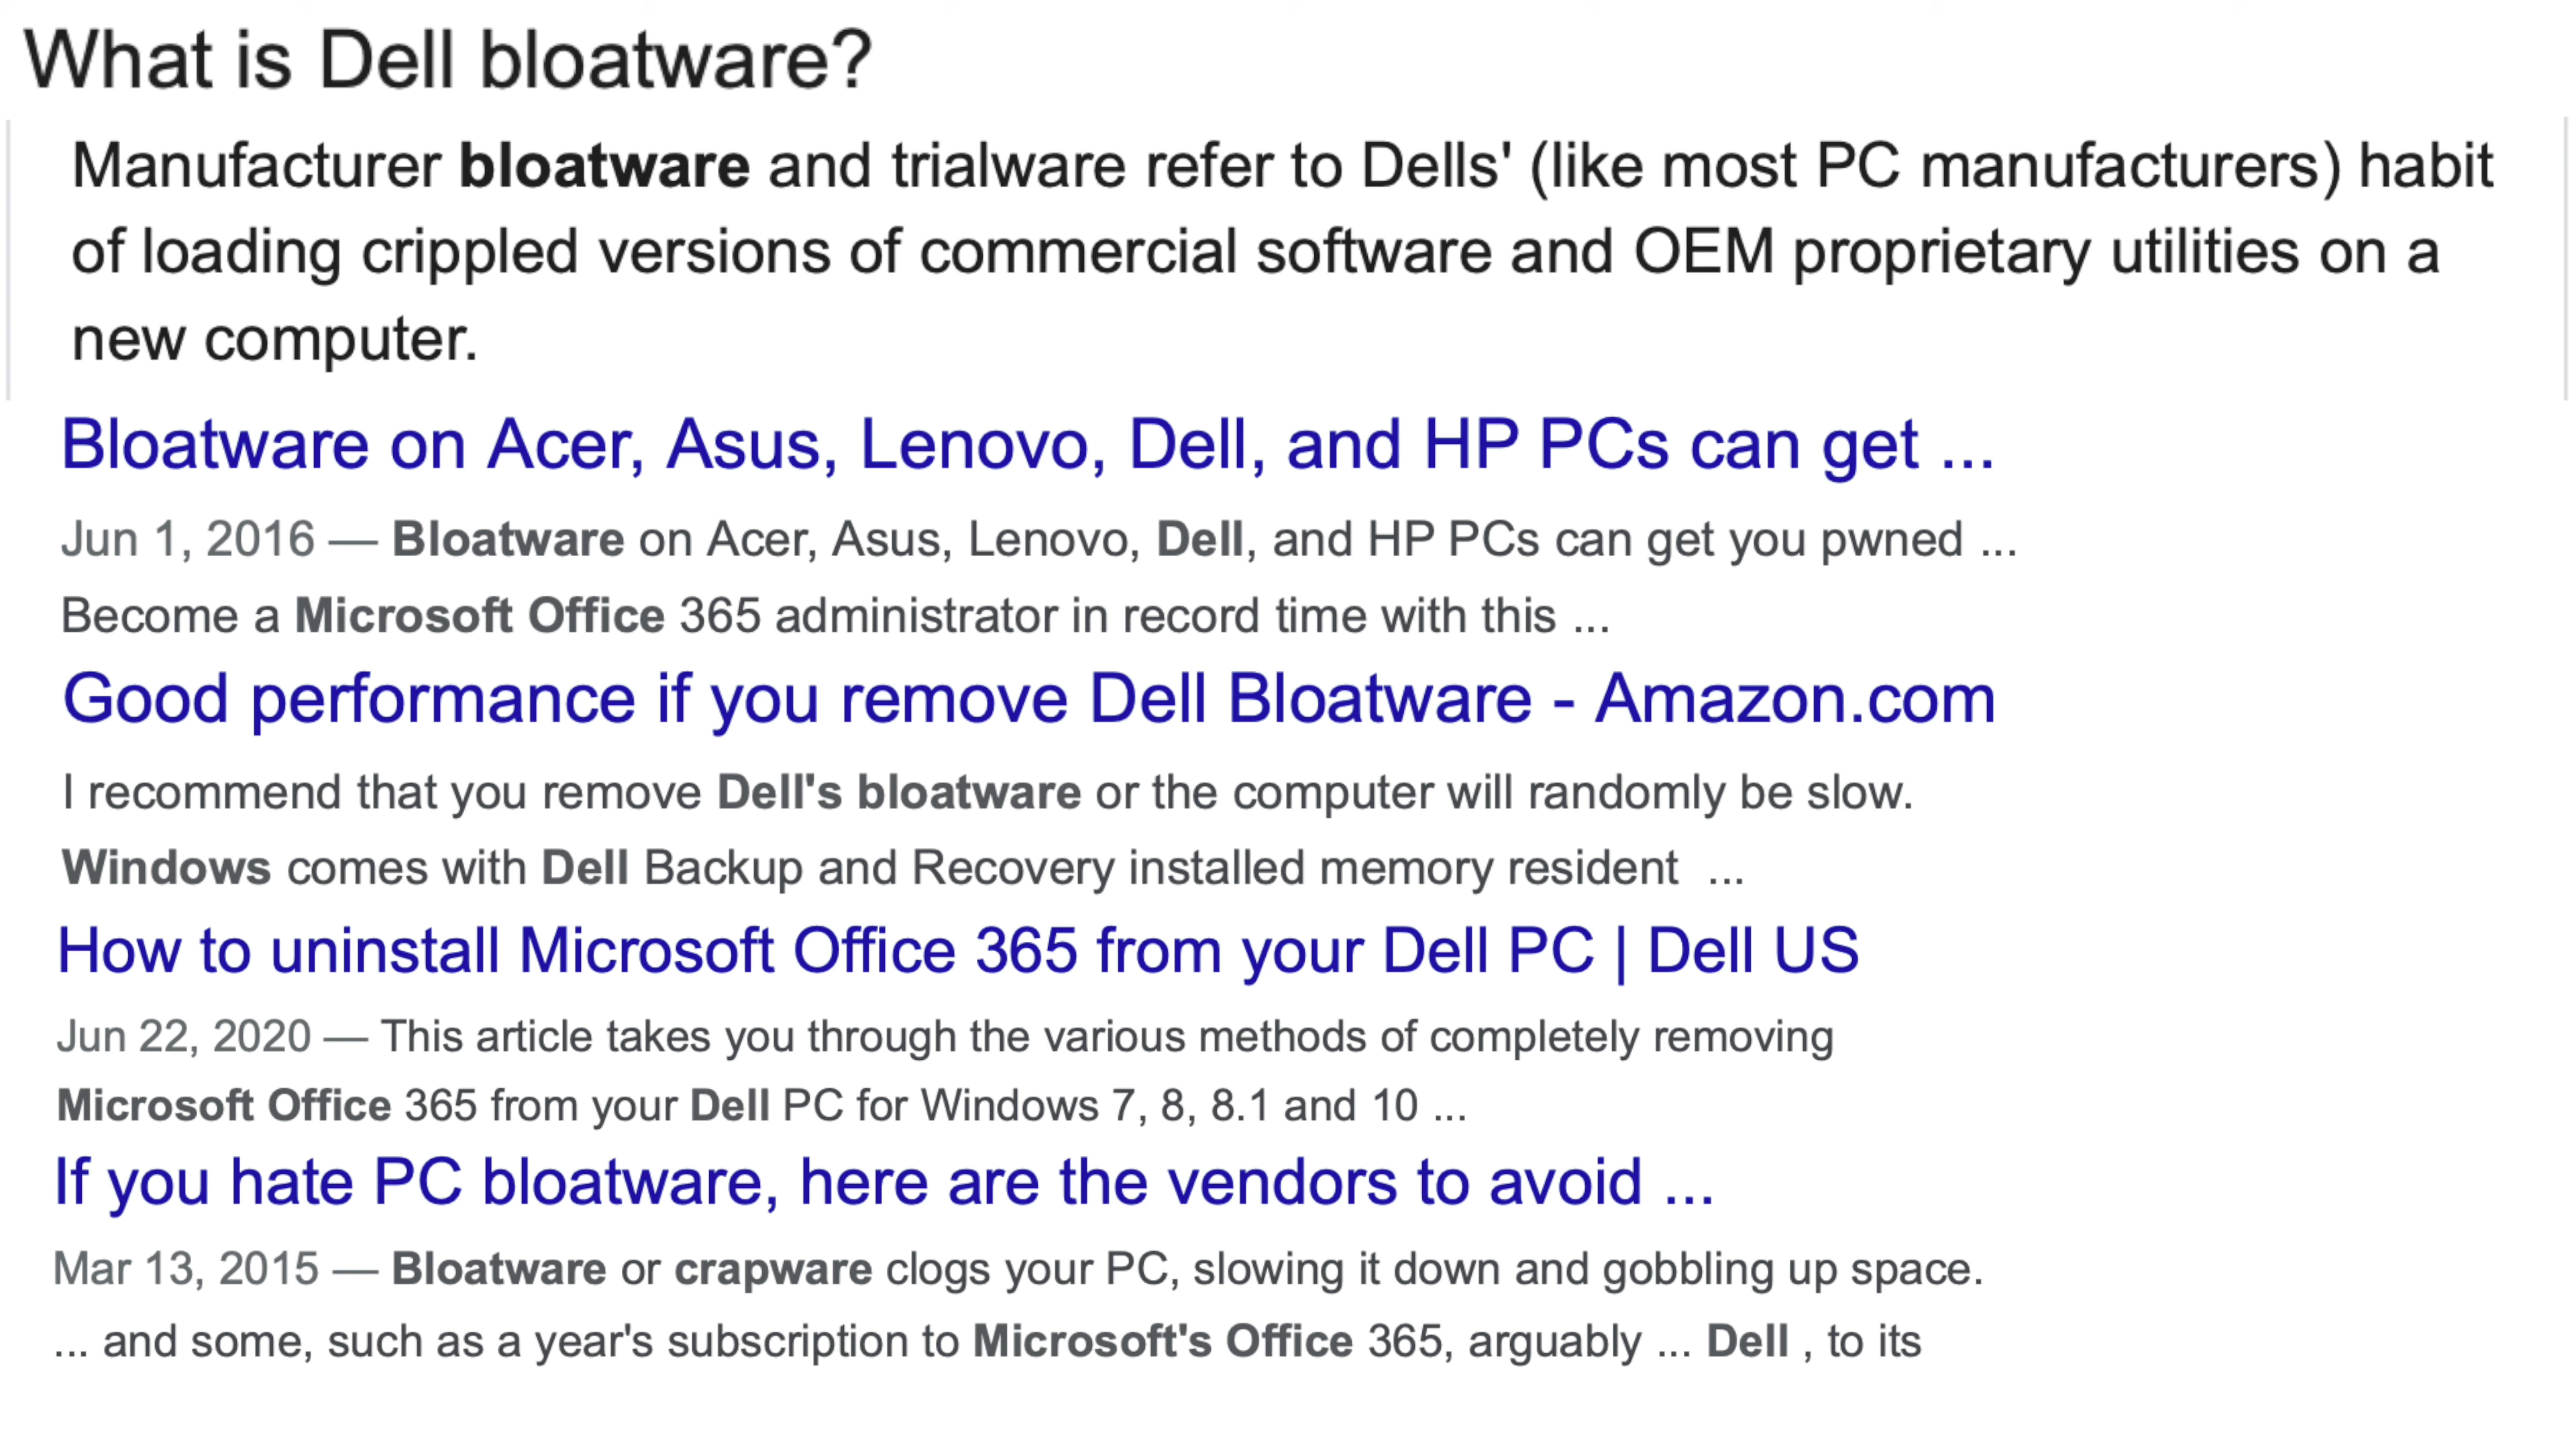 What is Dell bloatware?
Manufacturer bloatware and trialware refer to Dells' (like most PC manufacturers) habit
of loading crippled versions of commercial software and OEM proprietary utilities on a
new computer.
Bloatware on Acer, Asus, Lenovo, Dell, and HP PCs can get ...
Jun 1, 2016 — Bloatware on Acer, Asus, Lenovo, Dell, and HP PCs can get you pwned ...
Become a Microsoft Office 365 administrator in record time with this ...
Good performance if you remove Dell Bloatware - Amazon.com
I recommend that you remove Dell's bloatware or the computer will randomly be slow.
Windows comes with Dell Backup and Recovery installed memory resident ...
How to uninstall Microsoft Office 365 from your Dell PC | Dell US
Jun 22, 2020 — This article takes you through the various methods of completely removing
Microsoft Office 365 from your Dell PC for Windows 7, 8, 8.1 and 10 ...
If you hate PC bloatware, here are the vendors to avoid ...
Mar 13, 2015 — Bloatware or crapware clogs your PC, slowing it down and gobbling up space.
... and some, such as a year's subscription to Microsoft's Office 365, arguably ... Dell , to its